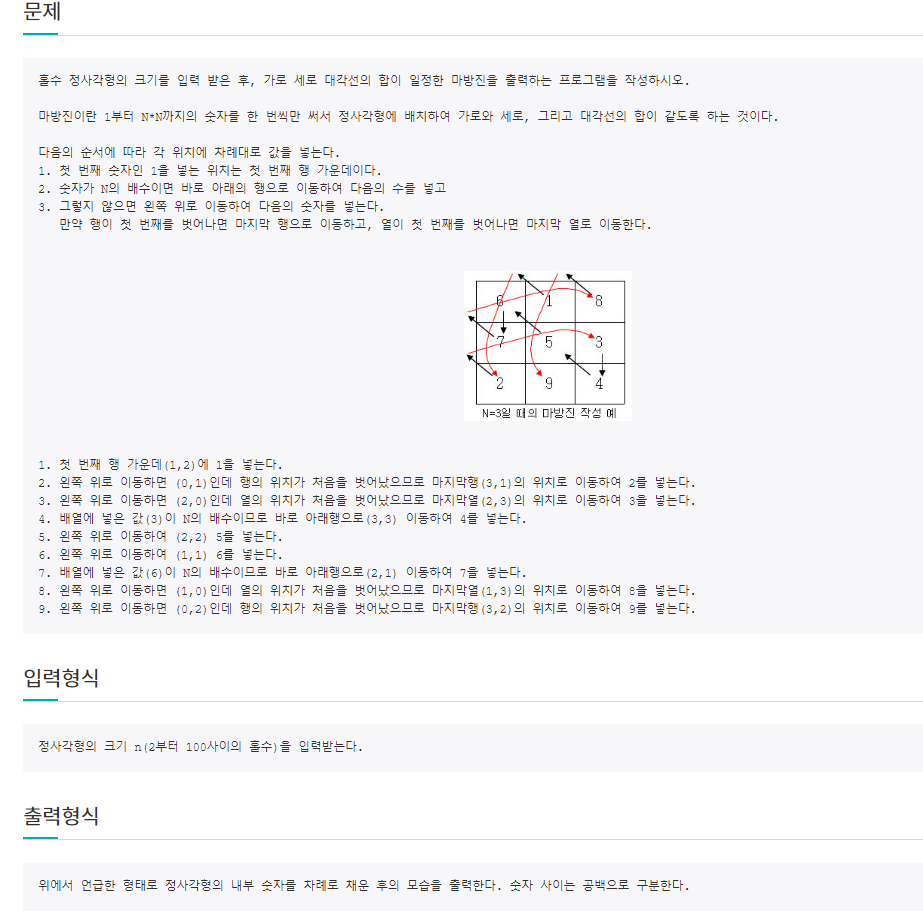 문제
홀수 정사각형의 크기를 입력 받은 후, 가로 세로 대각선의 합이 일정한 마방진을 출력하는 프로그램을 작성하시오.
마방진이란 1부터 N*N까지의 숫자를 한 번씩만 써서 정사각형에 배치하여 가로와 세로, 그리고 대각선의 합이 같도록 하는 것이다.
다음의 순서에 따라 각 위치에 차례대로 값을 넣는다.
1. 첫 번째 숫자인 1을 넣는 위치는 첫 번째 행 가운데이다.
2. 숫자가 N의 배수이면 바로 아래의 행으로 이동하여 다음의 수를 넣고
3. 그렇지 않으면 왼쪽 위로 이동하여 다음의 숫자를 넣는다.
만약 행이 첫 번째를 벗어나면 마지막 행으로 이동하고, 열이 첫 번째를 벗어나면 마지막 열로 이동한다.
6 1 8
7 5 3
2 9 4
N=3일 때의 마방진 작성 예
1. 첫 번째 행 가운데(1,2)에 1을 넣는다.
2. 왼쪽 위로 이동하면 (0,1)인데 행의 위치가 처음을 벗어났으므로 마지막행(3,1)의 위치로 이동하여 2를 넣는다.
3. 왼쪽 위로 이동하면 (2,0)인데 열의 위치가 처음을 벗어났으므로 마지막열(2,3)의 위치로 이동하여 3을 넣는다.
4. 배열에 넣은 값(3)이 N의 배수이므로 바로 아래행으로(3,3) 이동하여 4를 넣는다.
5. 왼쪽 위로 이동하여 (2,2) 5를 넣는다.
6. 왼쪽 위로 이동하여 (1,1) 6를 넣는다.
7. 배열에 넣은 값(6)이 N의 배수이므로 바로 아래행으로(2,1) 이동하여 7을 넣는다.
8. 왼쪽 위로 이동하면 (1,0)인데 열의 위치가 처음을 벗어났으므로 마지막열(1,3)의 위치로 이동하여 8을 넣는다.
9. 왼쪽 위로 이동하면 (0,2)인데 행의 위치가 처음을 벗어났으므로 마지막행(3,2)의 위치로 이동하여 9를 넣는다.
입력형식
정사각형의 크기 n(2부터 100사이의 홀수)을 입력받는다.
출력형식
위에서 언급한 형태로 정사각형의 내부 숫자를 차례로 채운 후의 모습을 출력한다. 숫자 사이는 공백으로 구분한다.